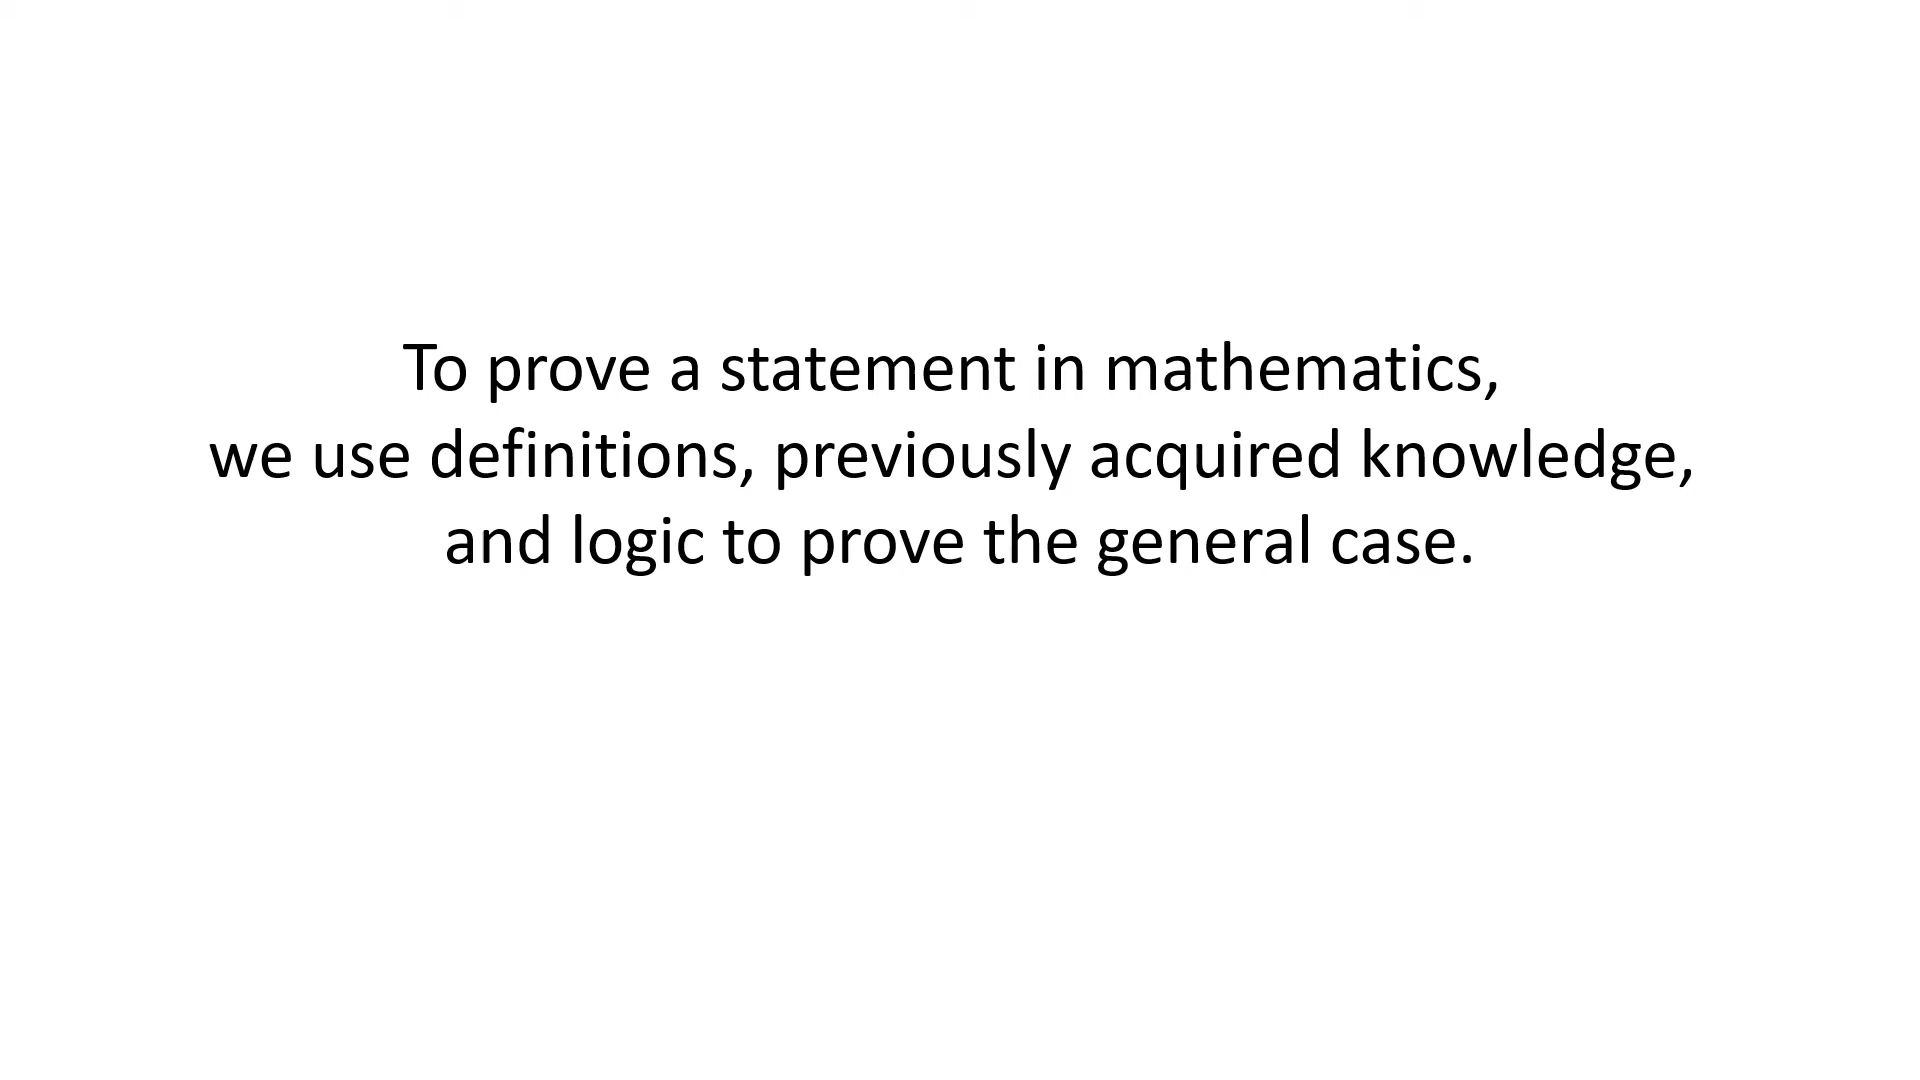 To prove a statement in mathematics,
we use definitions, previously acquired knowledge,
and logic to prove the general case.